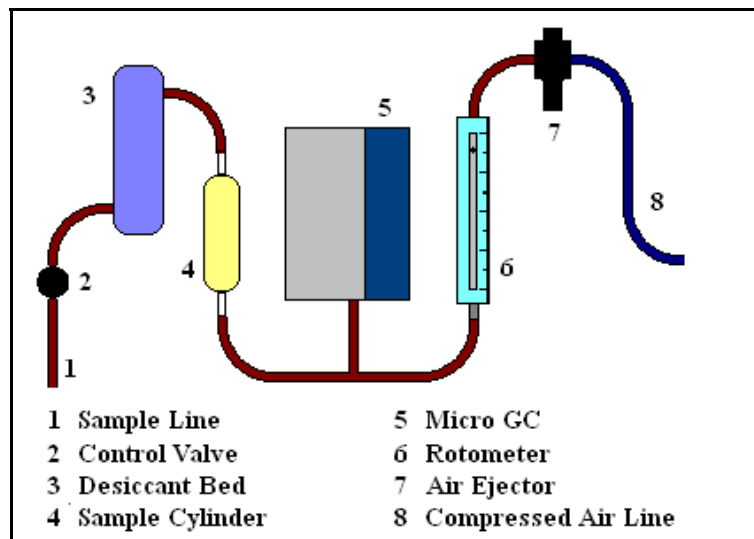 3
5
7
8
4
6
2
1
1 Sample Line
2 Control Valve
3 Desiccant Bed
4 Sample Cylinder
5 Micro GC
6 Rotometer
7 Air Ejector
8 Compressed Air Line